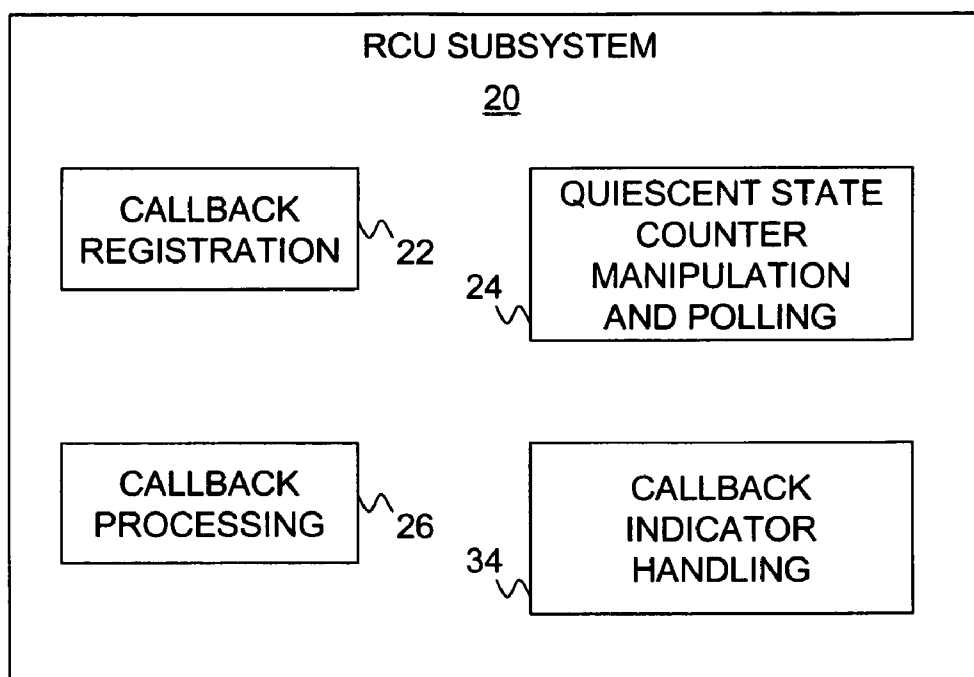 RCU SUBSYSTEM
20
CALLBACK
REGISTRATION
22
QUIESCENT STATE
COUNTER
MANIPULATION
AND POLLING
24
CALLBACK
PROCESSING
26
CALLBACK
INDICATOR
HANDLING
34